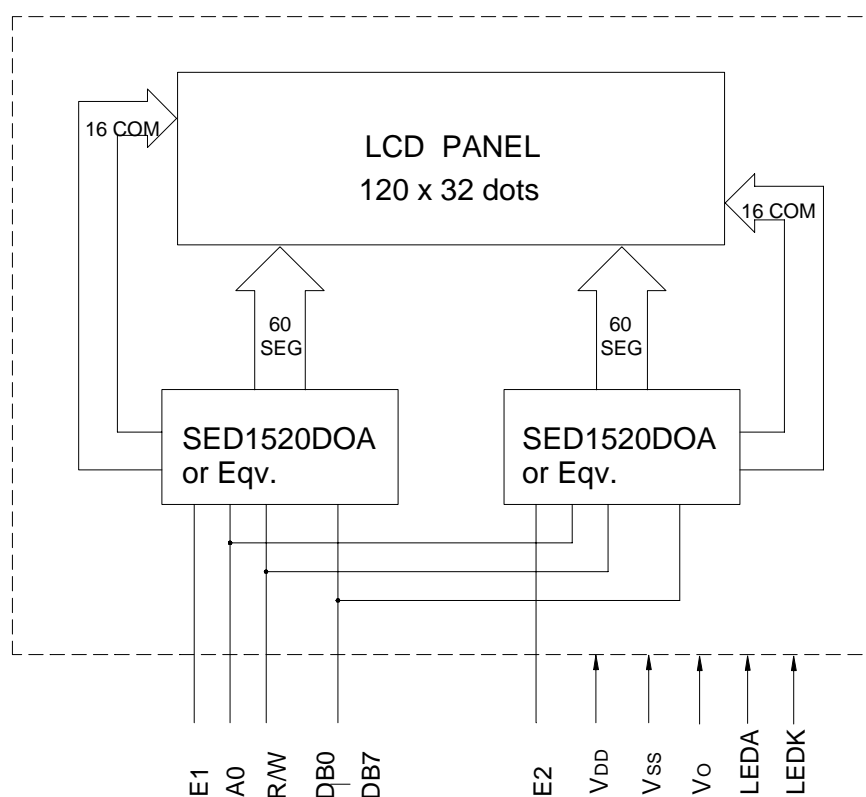 LCD PANEL
120 x 32 dots
16 COM
16 COM
60
SEG
60
SEG
SED1520DOA
or Eqv.
SED1520DOA
or Eqv.
E1
A0
R/W
DB0
DB7
E2
VDD
VSS
VO
LEDA
LEDK